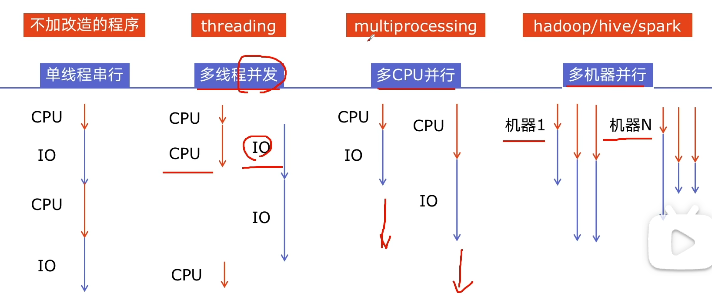 不加改造的程序
threading
multiprocessing
hadoop/hive/spark
单线程串行
多线程并发
多CPU并行
多机器并行
CPU
IO
CPU
IO
CPU
CPU
IO
IO
CPU
CPU
IO
CPU
IO
机器1
机器N